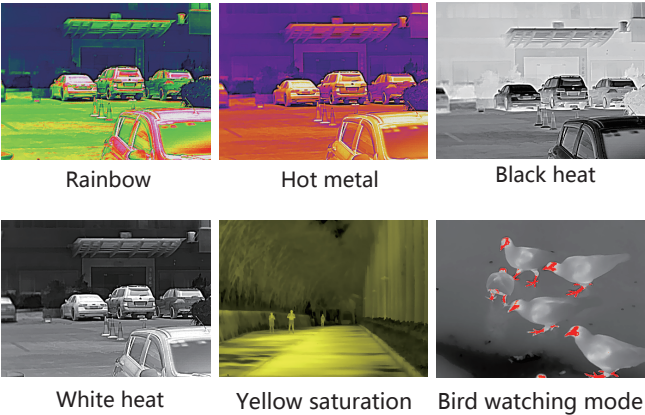 Rainbow
Hot metal
Black heat
White heat
Yellow saturation
Bird watching mode